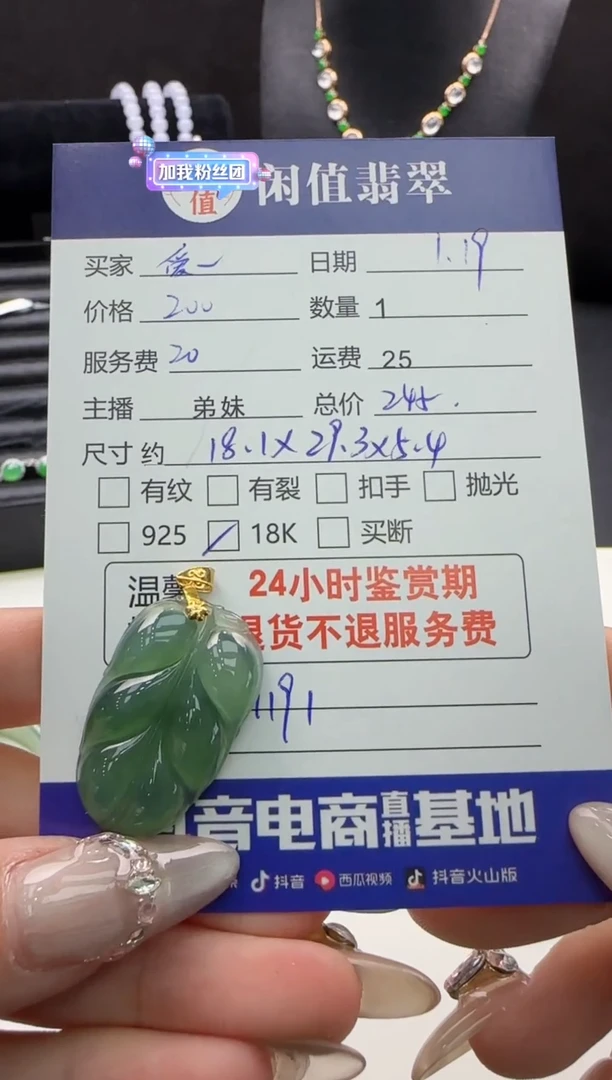 加我粉丝团
值 闲值翡翠
买家 日期 1.19
价格 200 数量 1
服务费 20 运费 25
主播 弟妹 总价 245.
尺寸 约 18.1X29.3X5.4
有纹 有裂 扣手 抛光
925 18K 买断
温馨 24小时鉴赏期
退货不退服务费
1191
音电商直播基地
抖音 西瓜视频 抖音火山版